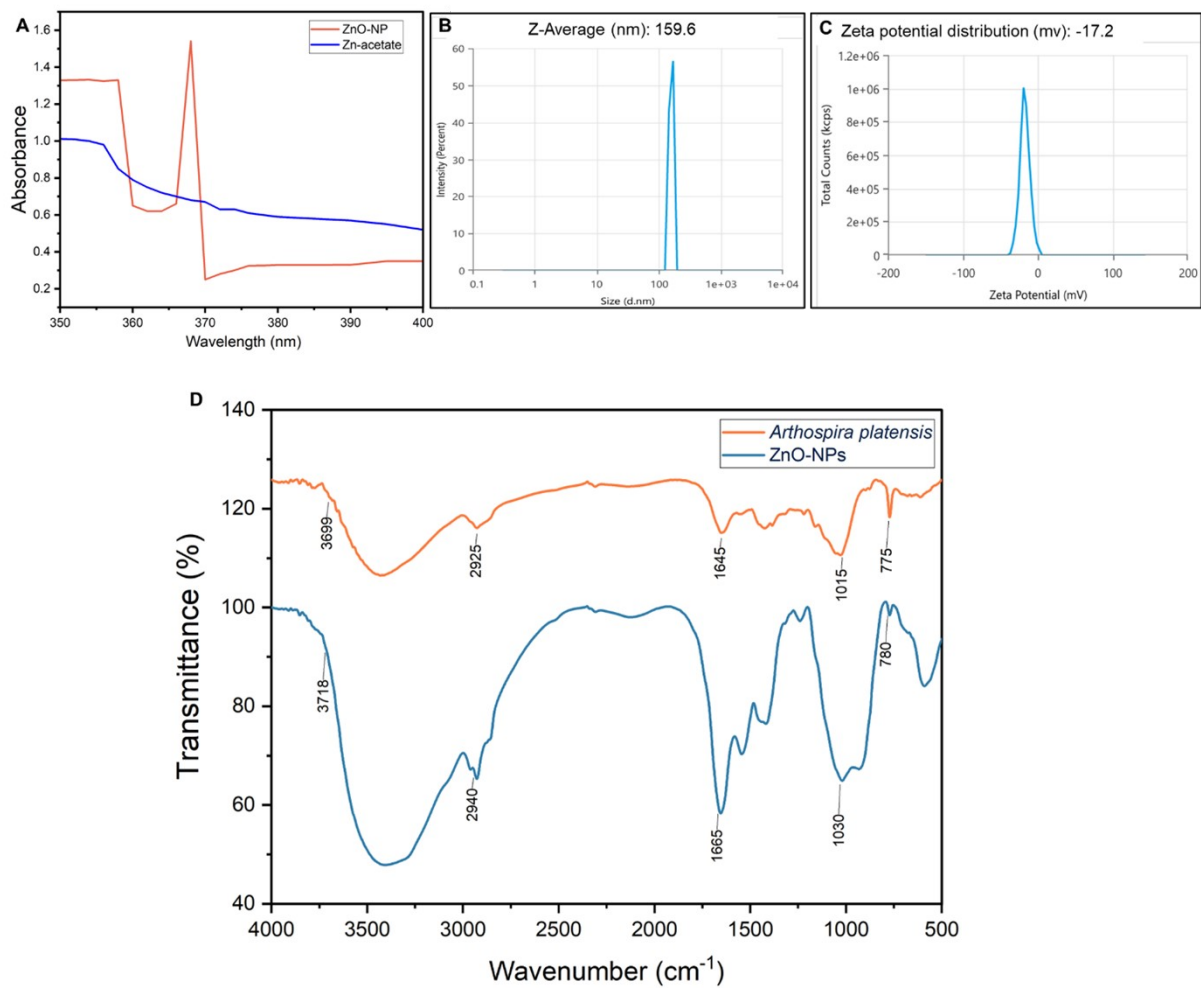 A
ZnO-NP
Zn-acetate
1.6
1.4
1.2
1.0
0.8
0.6
0.4
0.2
Absorbance
350
360
370
380
390
400
Wavelength (nm)
B
Z-Average (nm): 159.6
60
50
40
30
20
10
0
Intensity (Percent)
0.1
1
10
100
1e+03
1e+04
Size (d.nm)
C
Zeta potential distribution (mv): -17.2
1.2e+06
1e+06
8e+05
6e+05
4e+05
2e+05
0
Total Counts (kcps)
-200
-100
0
100
200
Zeta Potential (mV)
D
Arthospira platensis
ZnO-NPs
140
120
100
80
60
40
Transmittance (%)
3699
2925
1645
1015
775
3718
2940
1665
1030
780
4000
3500
3000
2500
2000
1500
1000
500
Wavenumber (cm⁻¹)